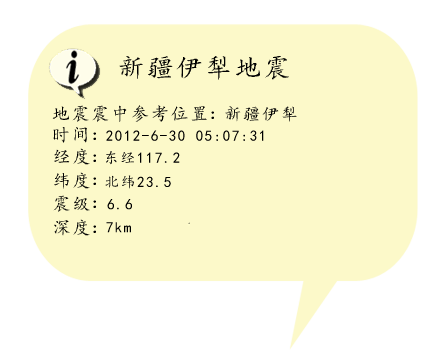 新疆伊犁地震
地震震中参考位置：新疆伊犁
时间：2012-6-30 05:07:31
经度：东经117.2
纬度：北纬23.5
震级：6.6
深度：7km